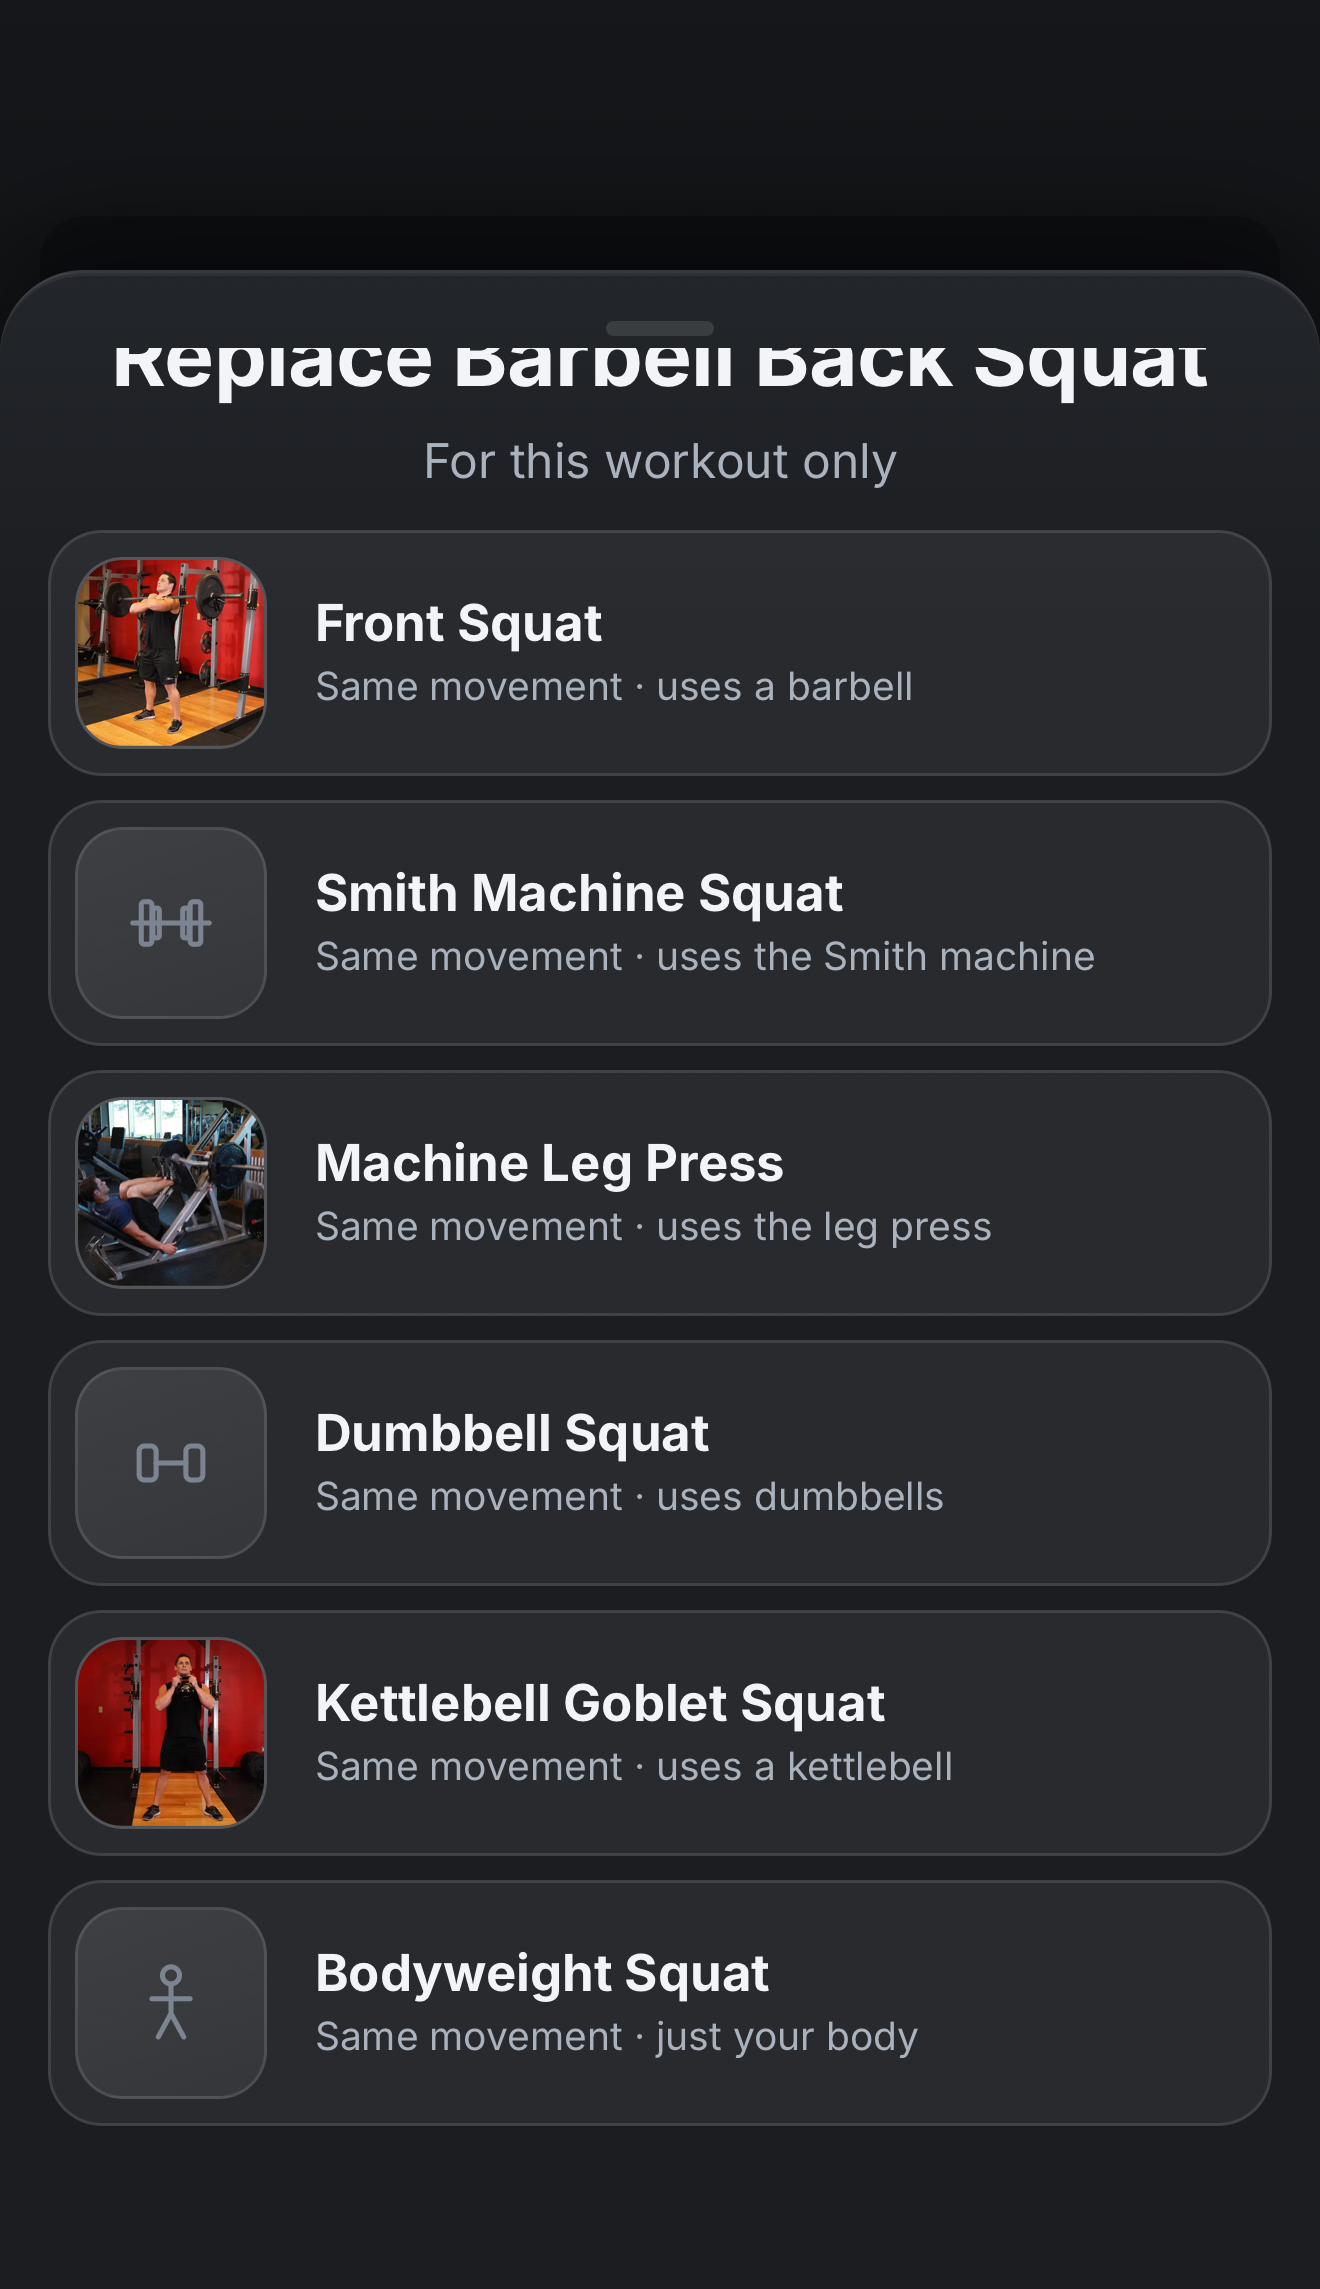 Replace Barbell Back Squat
For this workout only
Front Squat
Same movement · uses a barbell
Smith Machine Squat
Same movement · uses the Smith machine
Machine Leg Press
Same movement · uses the leg press
Dumbbell Squat
Same movement · uses dumbbells
Kettlebell Goblet Squat
Same movement · uses a kettlebell
Bodyweight Squat
Same movement · just your body